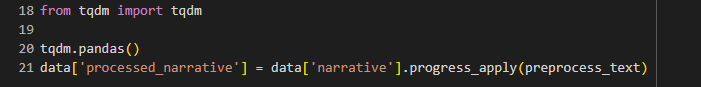 18 from tqdm import tqdm
19
20 tqdm.pandas()
21 data['processed_narrative'] = data['narrative'].progress_apply(preprocess_text)